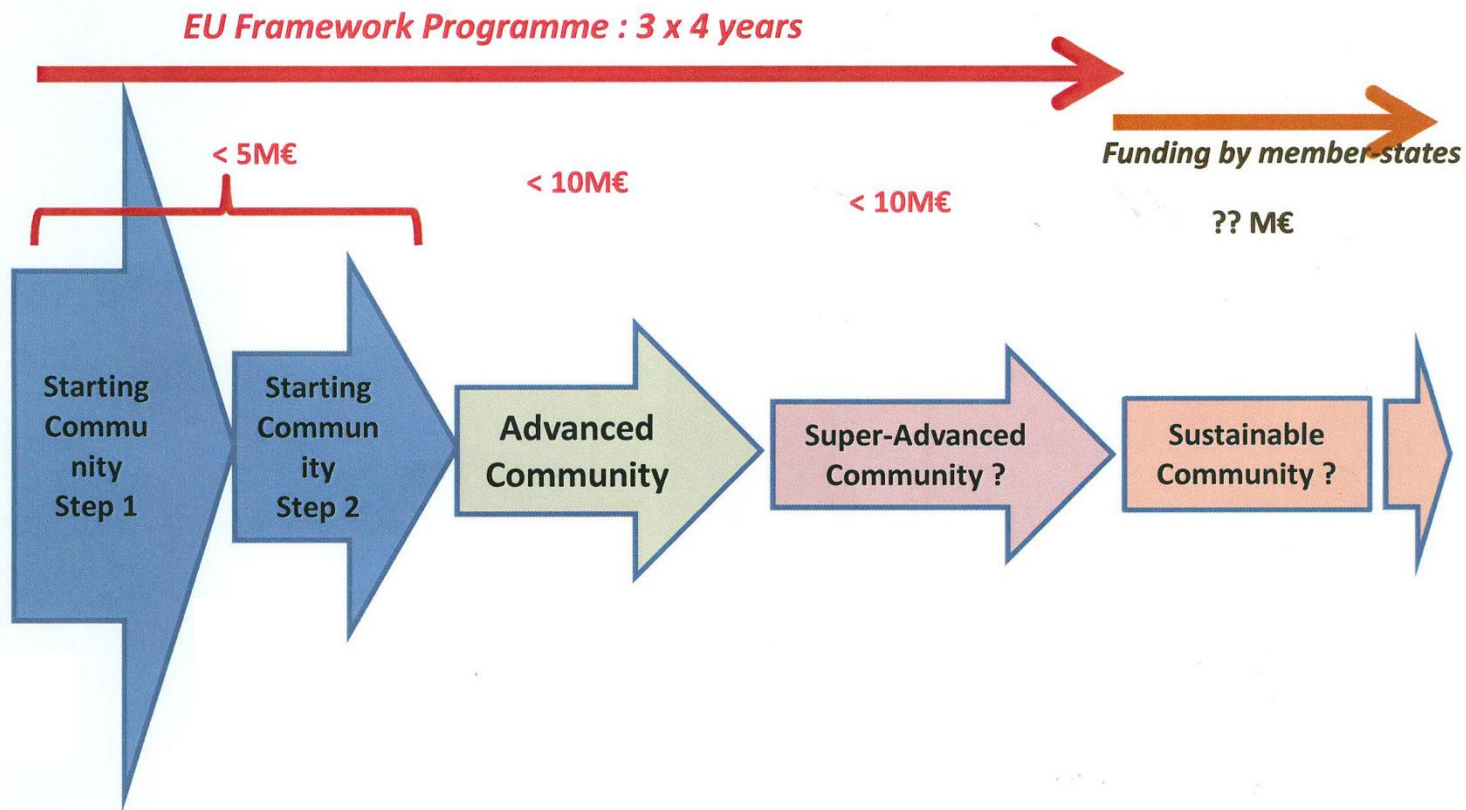 EU Framework Programme : 3 x 4 years
< 5M€
< 10M€
< 10M€
Funding by member-states
?? M€
Starting
Commu
nity
Step 1
Starting
Commun
ity
Step 2
Advanced
Community
Super-Advanced
Community ?
Sustainable
Community ?